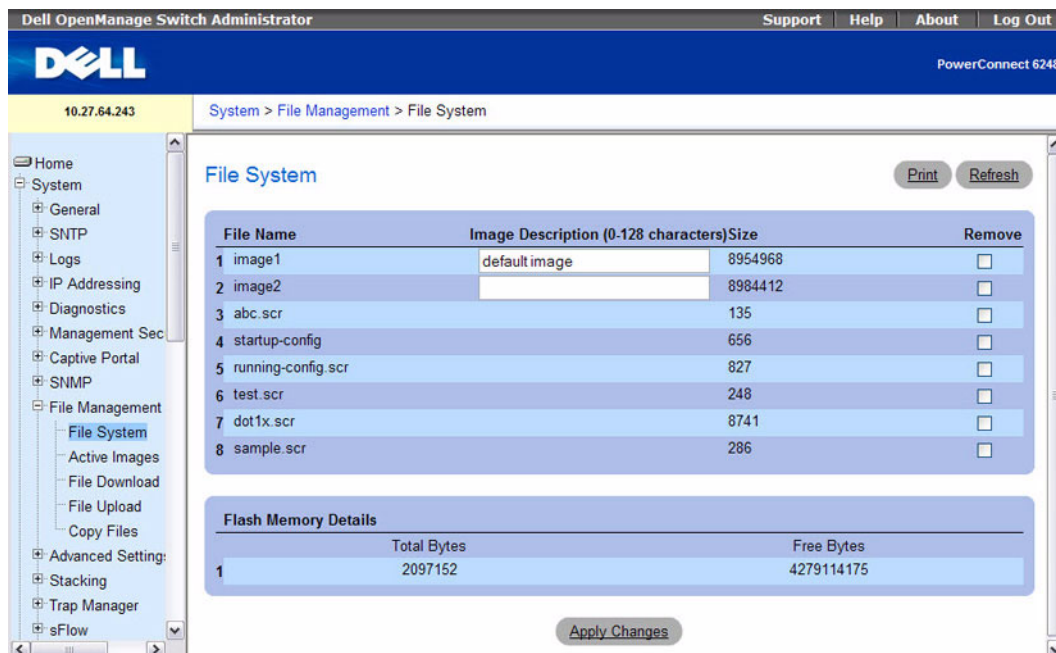 Dell OpenManage Switch Administrator Support Help About Log Out
DELL
PowerConnect 6248
10.27.64.243
System > File Management > File System
Home
System
General
SNTP
Logs
IP Addressing
Diagnostics
Management Sec
Captive Portal
SNMP
File Management
File System
Active Images
File Download
File Upload
Copy Files
Advanced Setting
Stacking
Trap Manager
sFlow
File System
Print Refresh
File Name Image Description (0-128 characters) Size Remove
1 image1 default image 8954968
2 image2 8984412
3 abc.scr 135
4 startup-config 656
5 running-config.scr 827
6 test.scr 248
7 dot1x.scr 8741
8 sample.scr 286
Flash Memory Details
Total Bytes Free Bytes
1 2097152 4279114175
Apply Changes